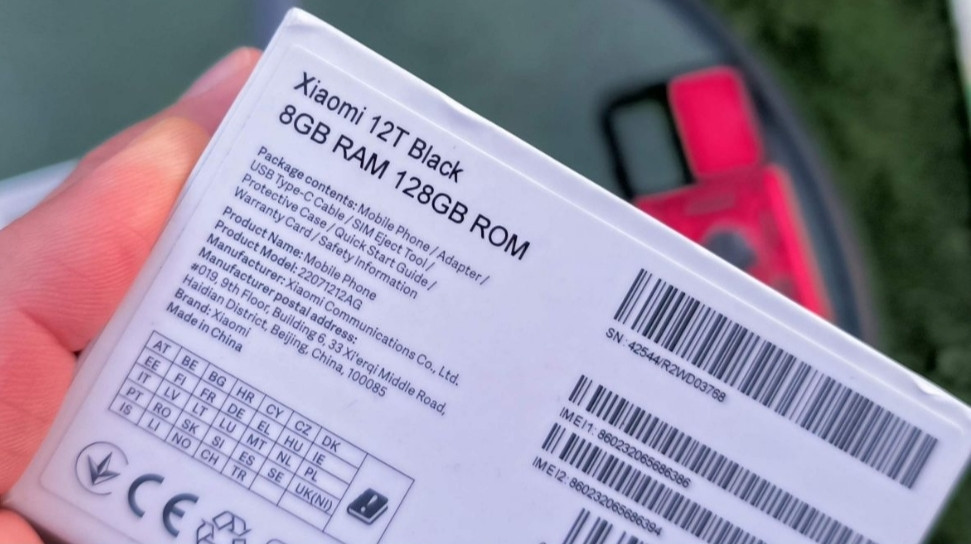 Xiaomi 12T Black
8GB RAM 128GB ROM
Package contents: Mobile Phone / Adapter /
USB Type-C Cable / SIM Eject Tool /
Protective Case / Quick Start Guide /
Warranty Card / Safety Information
Product Name: Mobile Phone
Product Model: 22071212AG
Manufacturer: Xiaomi Communications Co., Ltd.
Manufacturer postal address:
#019, 9th Floor, Building 6, 33 Xi'erqi Middle Road,
Haidian District, Beijing, China, 100085
Brand: Xiaomi
Made in China
AT BE BG HR CY CZ DK
EE FI FR DE EL HU IE
IT LV LT LU MT NL PL
PT RO SK SI ES SE UK(NI)
IS LI NO CH TR
CE
SN: 42544/R2WD03768
IMEI1: 860232065686386
IMEI2: 860232065686394